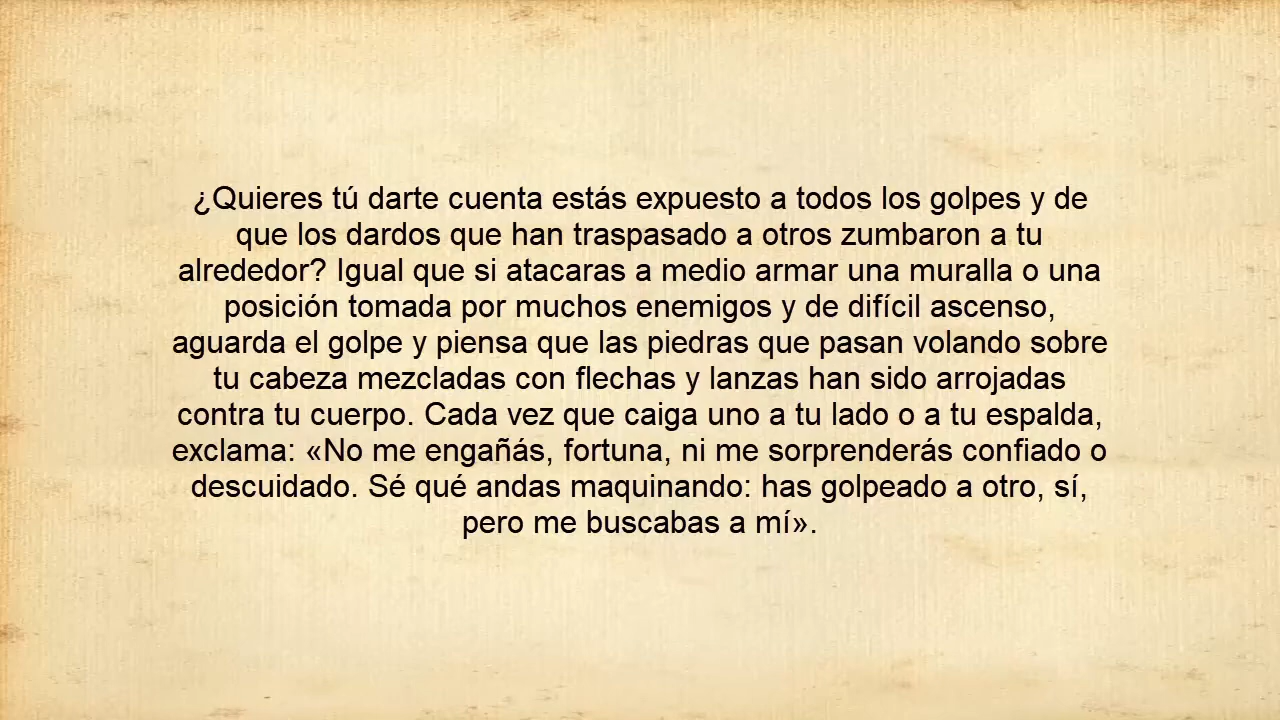 ¿Quieres tú darte cuenta estás expuesto a todos los golpes y de
que los dardos que han traspasado a otros zumbaron a tu
alrededor? Igual que si atacaras a medio armar una muralla o una
posición tomada por muchos enemigos y de difícil ascenso,
aguarda el golpe y piensa que las piedras que pasan volando sobre
tu cabeza mezcladas con flechas y lanzas han sido arrojadas
contra tu cuerpo. Cada vez que caiga uno a tu lado o a tu espalda,
exclama: «No me engañás, fortuna, ni me sorprenderás confiado o
descuidado. Sé qué andas maquinando: has golpeado a otro, sí,
pero me buscabas a mí».